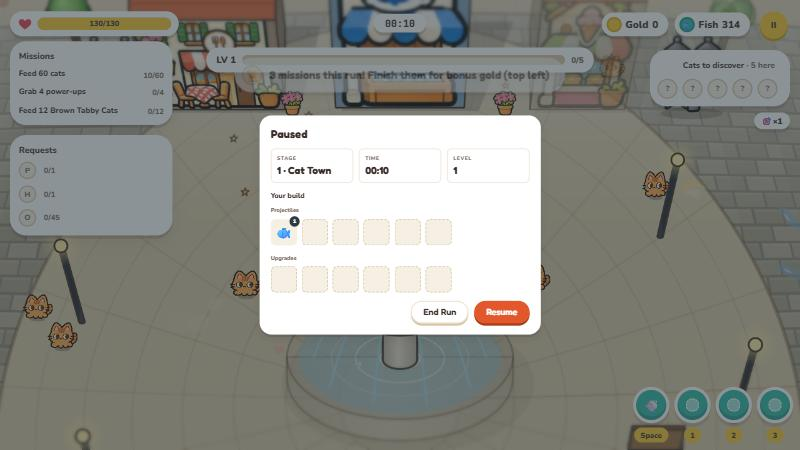 130/130
00:10
Gold 0
Fish 314
Missions
Feed 60 cats 10/60
Grab 4 power-ups 0/4
Feed 12 Brown Tabby Cats 0/12
LV 1 0/5
3 missions this run! Finish them for bonus gold (top left)
Cats to discover · 5 here
? ? ? ? ?
×1
Requests
P 0/1
H 0/1
O 0/45
Paused
STAGE
1 · Cat Town
TIME
00:10
LEVEL
1
Your build
Projectiles
1
Upgrades
End Run
Resume
Space 1 2 3